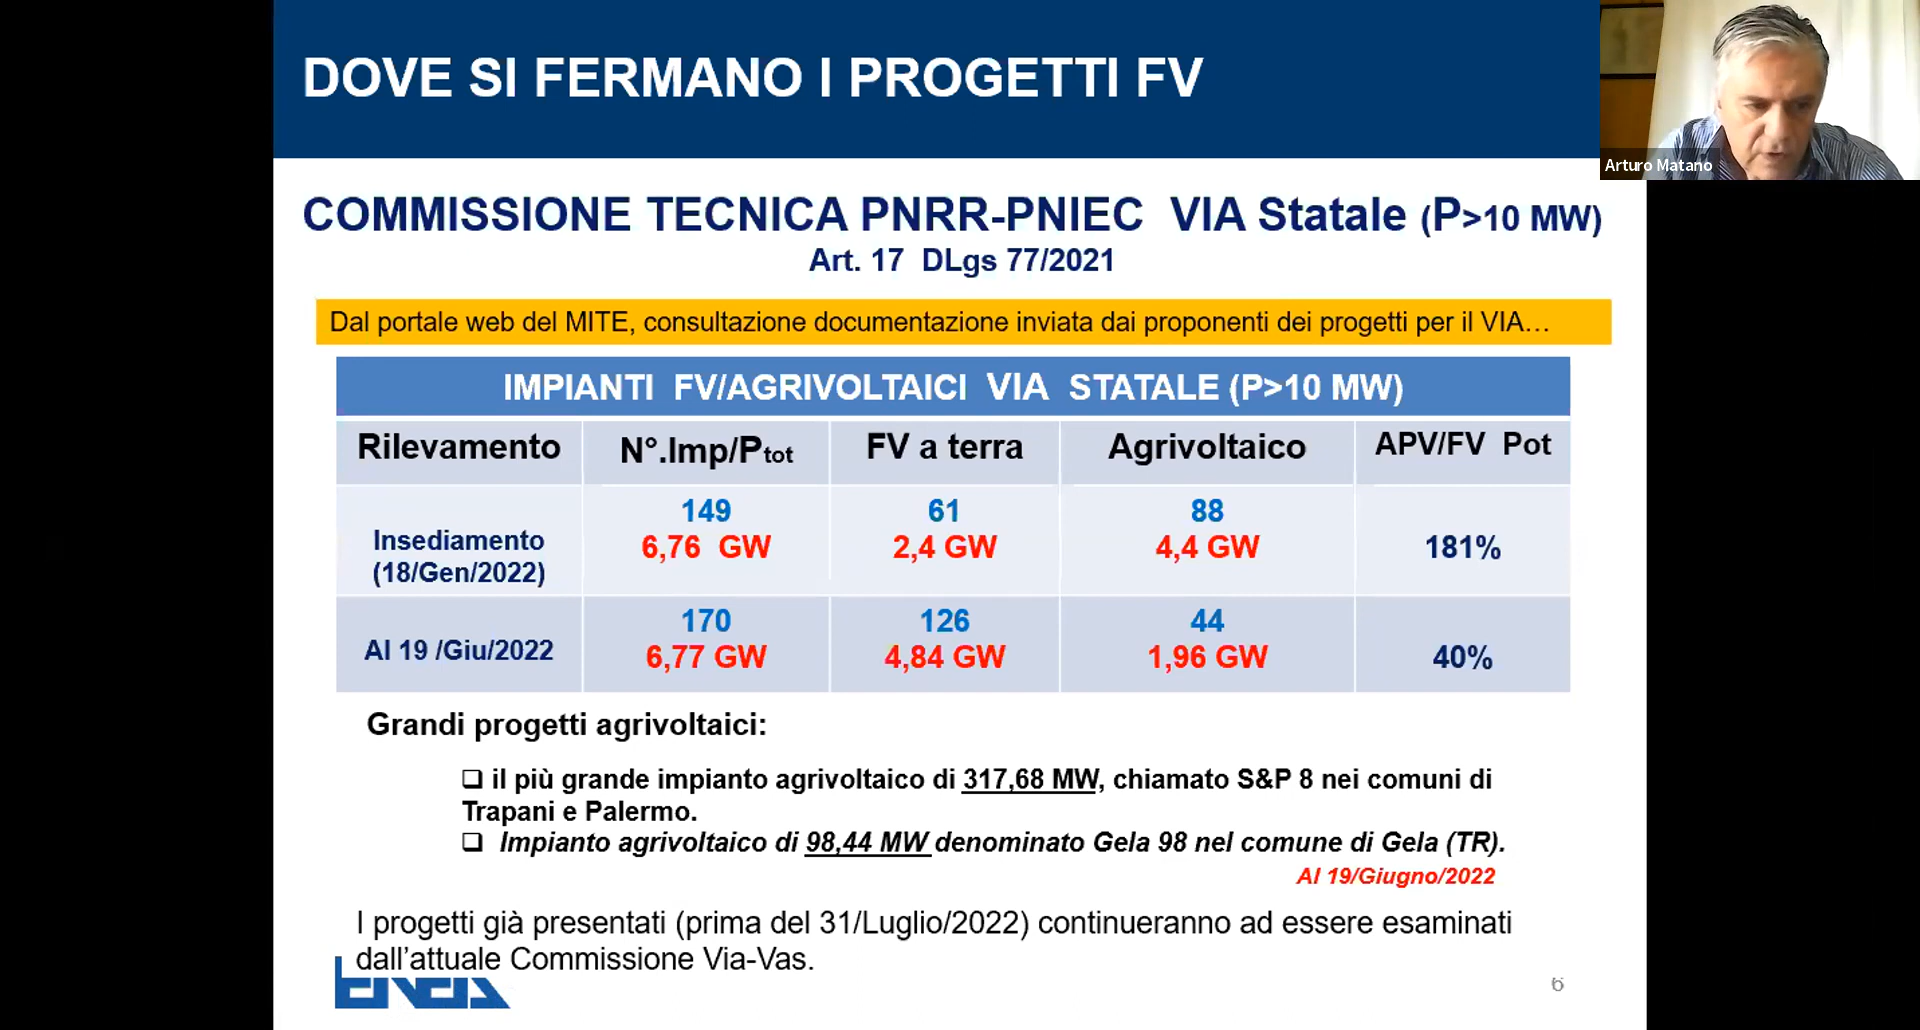 DOVE SI FERMANO I PROGETTI FV
Arturo Matano
COMMISSIONE TECNICA PNRR-PNIEC VIA Statale (P>10 MW)
Art. 17 DLgs 77/2021
Dal portale web del MITE, consultazione documentazione inviata dai proponenti dei progetti per il VIA...
IMPIANTI FV/AGRIVOLTAICI VIA STATALE (P>10 MW)
Rilevamento N°.Imp/Ptot FV a terra Agrivoltaico APV/FV Pot
149 61 88
6,76 GW 2,4 GW 4,4 GW 181%
Insediamento
(18/Gen/2022)
170 126 44
Al 19 /Giu/2022 6,77 GW 4,84 GW 1,96 GW 40%
Grandi progetti agrivoltaici:
❑ il più grande impianto agrivoltaico di 317,68 MW, chiamato S&P 8 nei comuni di
Trapani e Palermo.
❑ Impianto agrivoltaico di 98,44 MW denominato Gela 98 nel comune di Gela (TR).
Al 19/Giugno/2022
I progetti già presentati (prima del 31/Luglio/2022) continueranno ad essere esaminati
dall'attuale Commissione Via-Vas.
ENEA
6